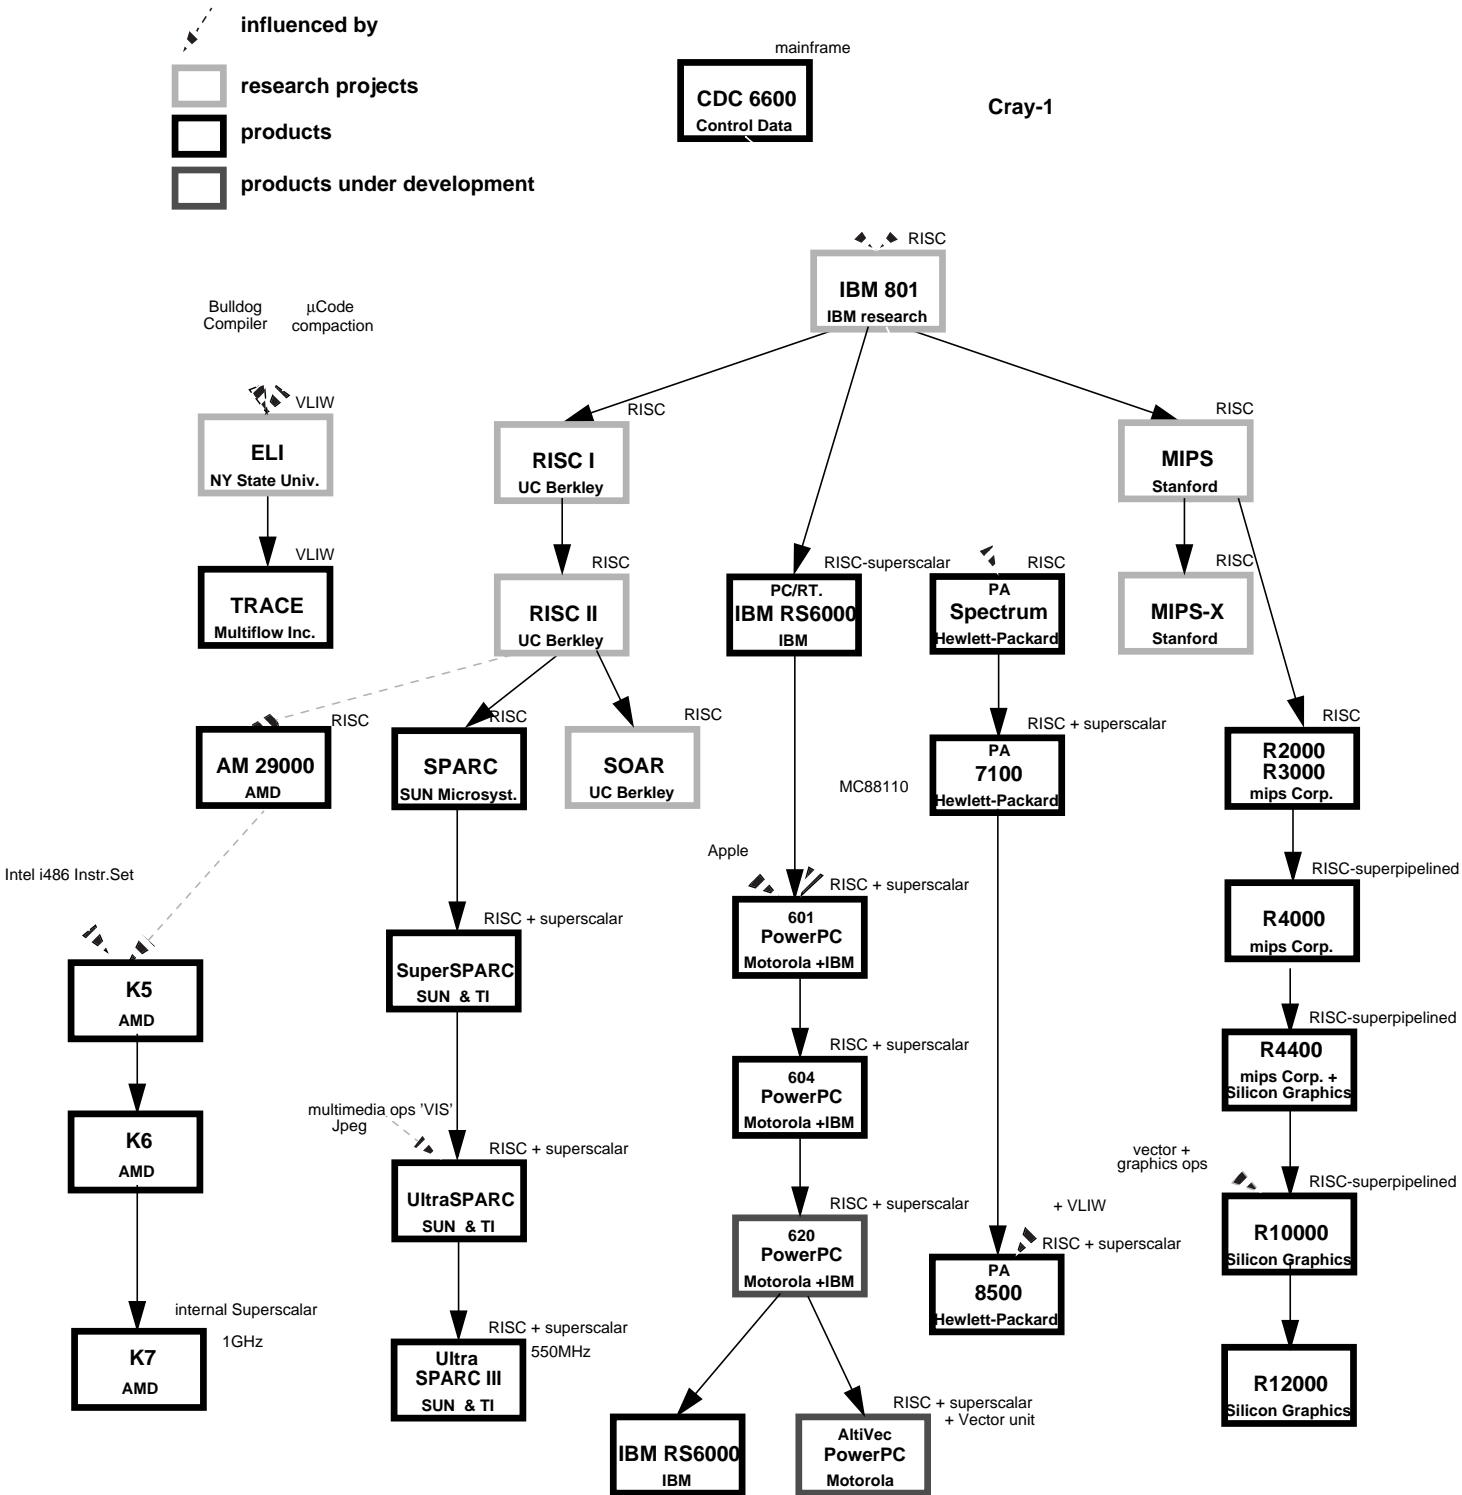 influenced by
research projects
products
products under development
mainframe
CDC 6600
Control Data
Cray-1
RISC
IBM 801
IBM research
Bulldog
Compiler
µCode
compaction
VLIW
ELI
NY State Univ.
RISC
RISC I
UC Berkley
RISC
MIPS
Stanford
VLIW
TRACE
Multiflow Inc.
RISC
RISC II
UC Berkley
RISC-superscalar
PC/RT.
IBM RS6000
IBM
RISC
PA
Spectrum
Hewlett-Packard
RISC
MIPS-X
Stanford
RISC
AM 29000
AMD
RISC
SPARC
SUN Microsyst.
RISC
SOAR
UC Berkley
MC88110
RISC + superscalar
PA
7100
Hewlett-Packard
RISC
R2000
R3000
mips Corp.
Intel i486 Instr.Set
Apple
RISC + superscalar
601
PowerPC
Motorola +IBM
RISC-superpipelined
R4000
mips Corp.
K5
AMD
RISC + superscalar
SuperSPARC
SUN & TI
RISC + superscalar
604
PowerPC
Motorola +IBM
RISC-superpipelined
R4400
mips Corp. +
Silicon Graphics
K6
AMD
multimedia ops 'VIS'
Jpeg
RISC + superscalar
UltraSPARC
SUN & TI
RISC + superscalar
620
PowerPC
Motorola +IBM
+ VLIW
RISC + superscalar
PA
8500
Hewlett-Packard
vector +
graphics ops
RISC-superpipelined
R10000
Silicon Graphics
internal Superscalar
1GHz
K7
AMD
RISC + superscalar
550MHz
Ultra
SPARC III
SUN & TI
IBM RS6000
IBM
RISC + superscalar
+ Vector unit
AltiVec
PowerPC
Motorola
R12000
Silicon Graphics